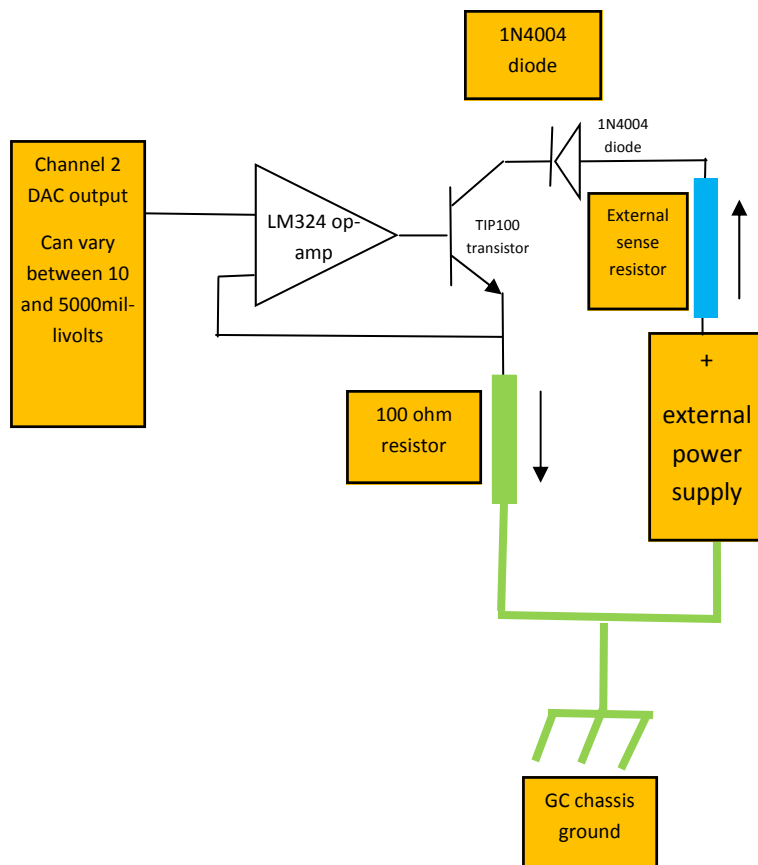 1N4004
diode
1N4004
diode
Channel 2
DAC output
Can vary
between 10
and 5000mil-
livolts
LM324 op-
amp
TIP100
transistor
External
sense
resistor
+
external
power
supply
100 ohm
resistor
GC chassis
ground